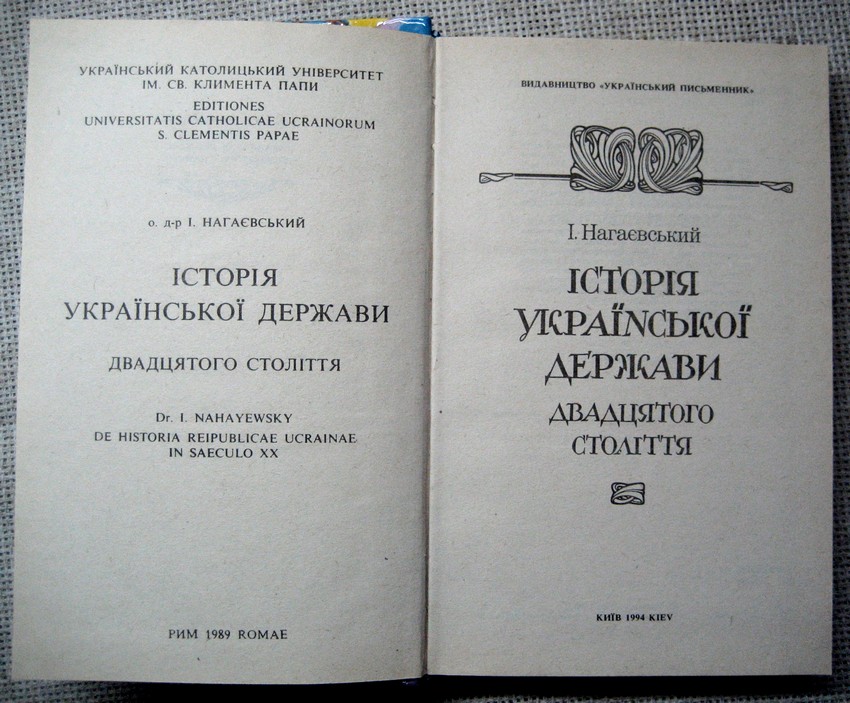 УКРАЇНСЬКИЙ КАТОЛИЦЬКИЙ УНІВЕРСИТЕТ
ІМ. СВ. КЛИМЕНТА ПАПИ
EDITIONES
UNIVERSITATIS CATHOLICAE UCRAINORUM
S. CLEMENTIS PAPAE
о. д-р І. НАГАЄВСЬКИЙ
ІСТОРІЯ
УКРАЇНСЬКОЇ ДЕРЖАВИ
ДВАДЦЯТОГО СТОЛІТТЯ
Dr. I. NAHAYEWSKY
DE HISTORIA REIPUBLICAE UCRAINAE
IN SAECULO XX
РИМ 1989 ROMAE
ВИДАВНИЦТВО «УКРАЇНСЬКИЙ ПИСЬМЕННИК»
І. Нагаєвський
ІСТОРІЯ
УКРАЇНСЬКОЇ
ДЕРЖАВИ
ДВАДЦЯТОГО
СТОЛІТТЯ
КИЇВ 1994 KIEV